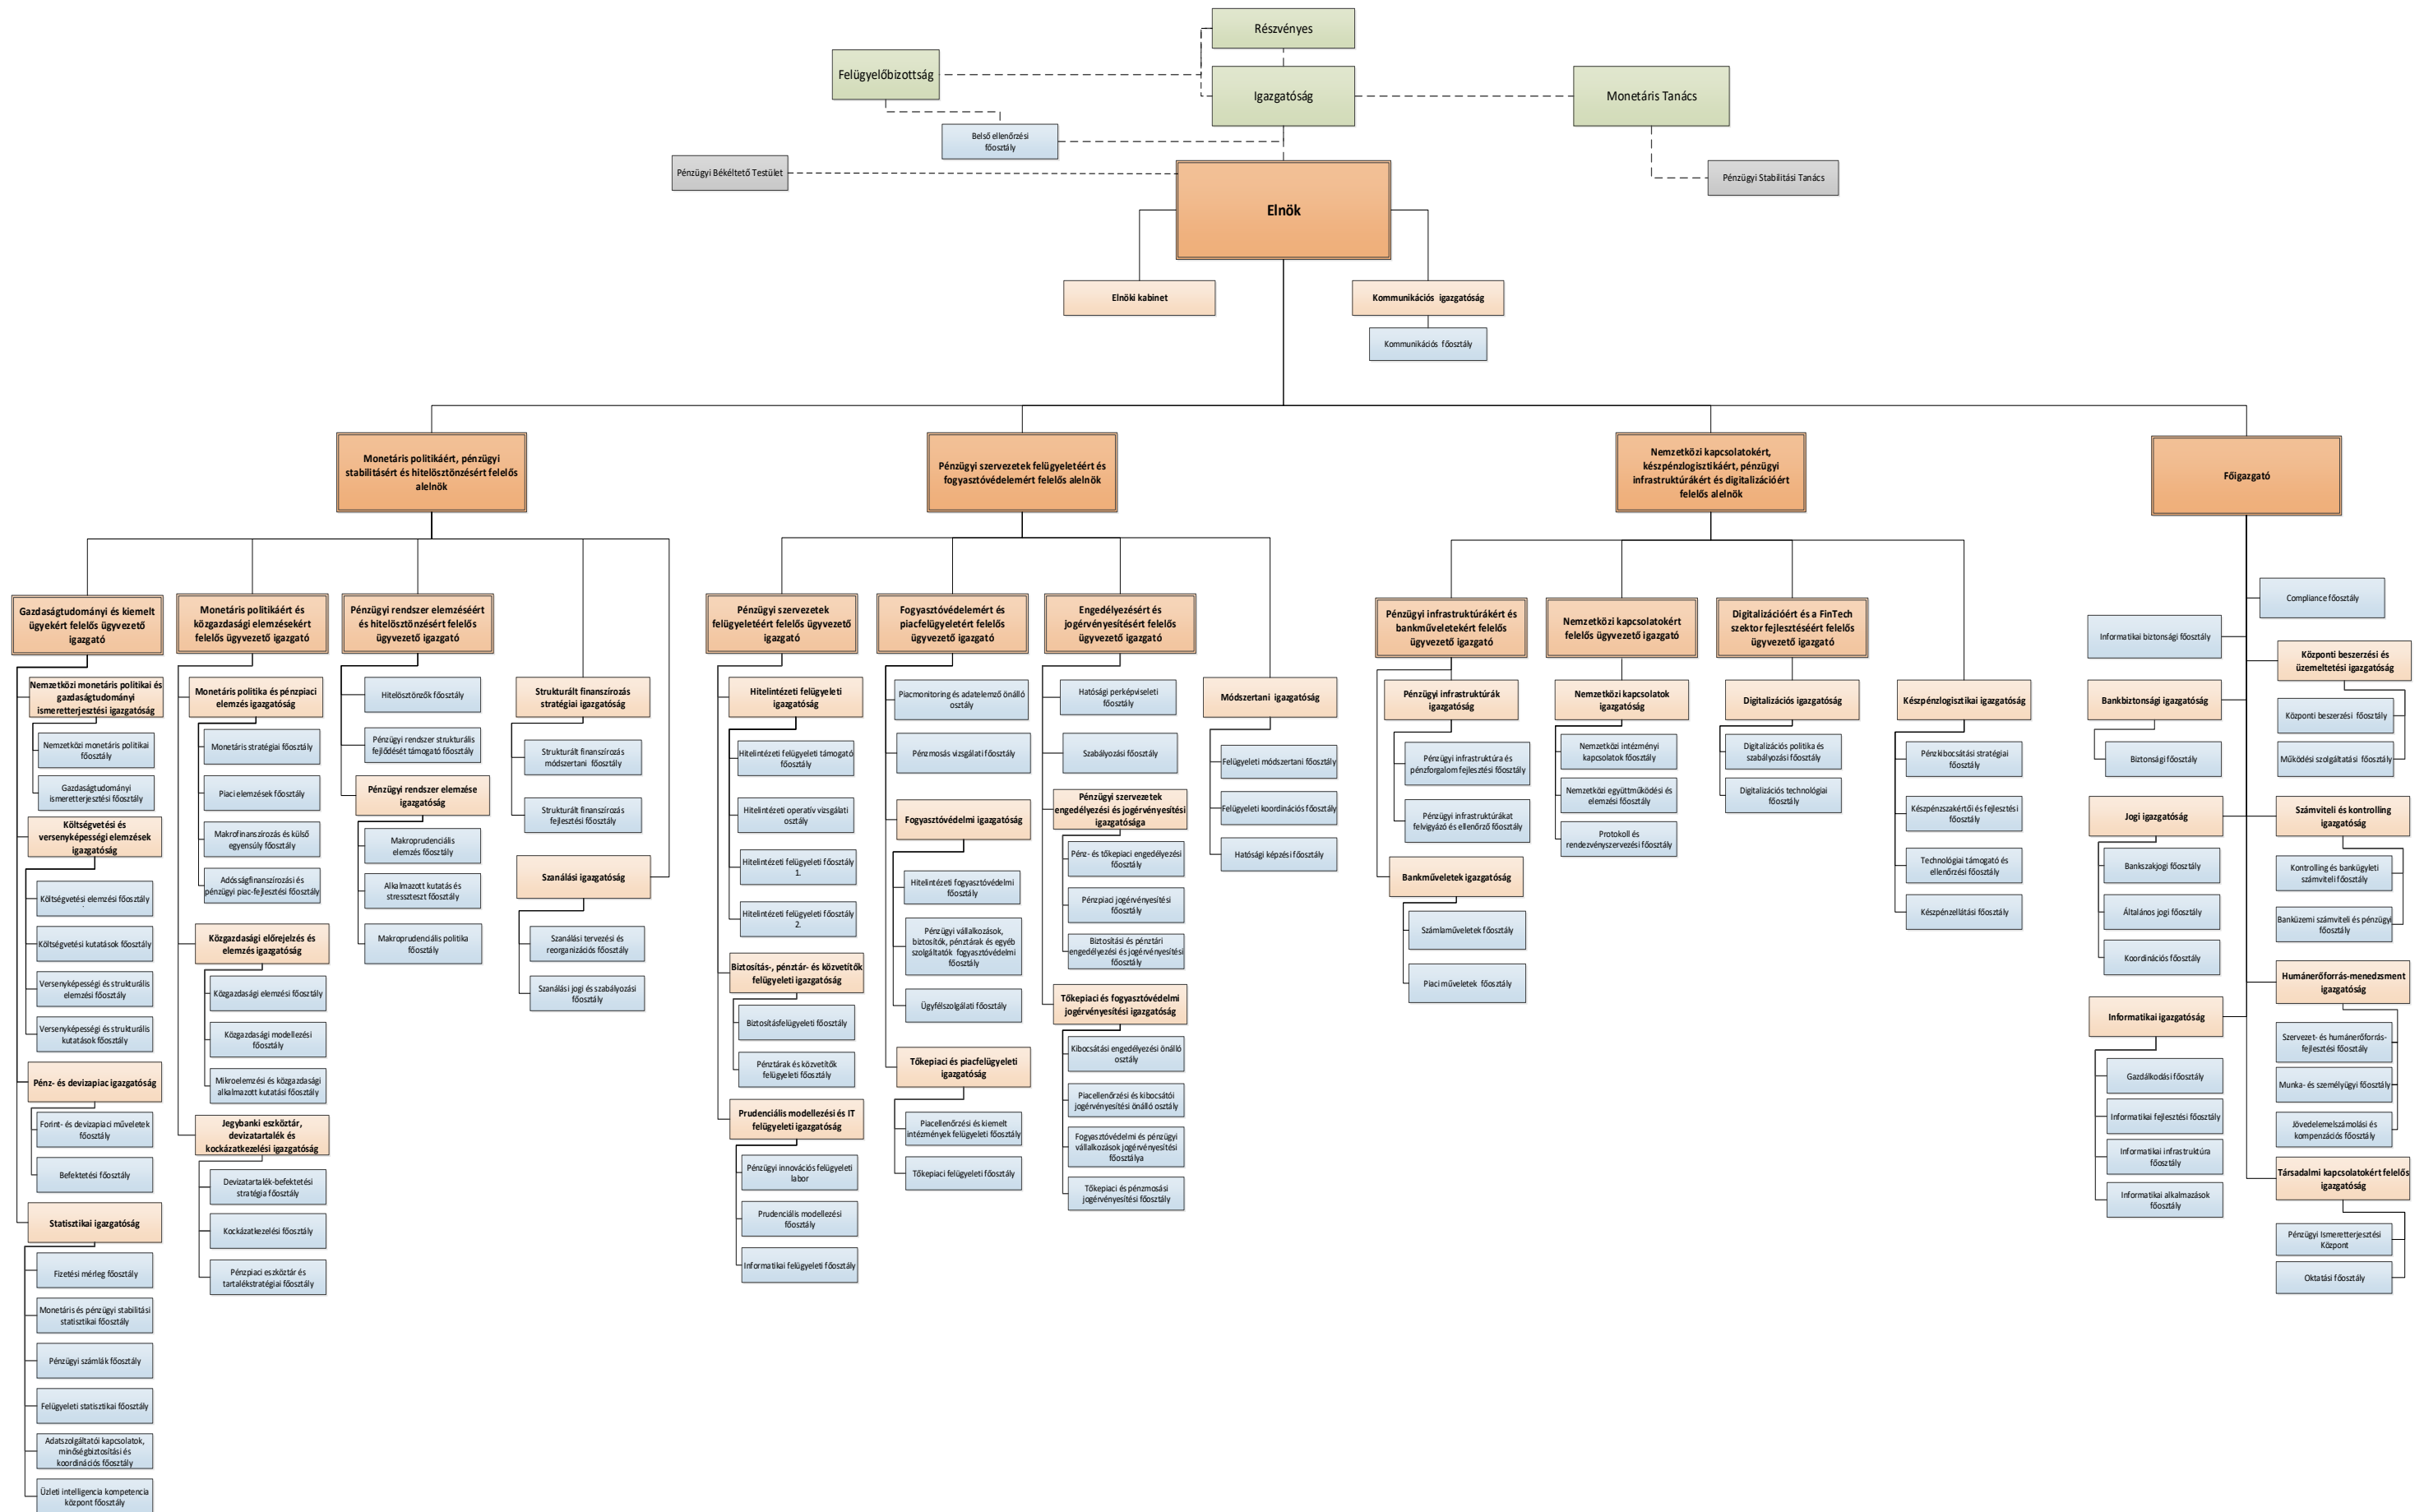 Részvényes
Felügyelőbizottság
Igazgatóság
Monetáris Tanács
Belső ellenőrzési
főosztály
Pénzügyi Békéltető Testület
Pénzügyi Stabilitási Tanács
Elnök
Elnöki kabinet
Kommunikációs igazgatóság
Kommunikációs főosztály
Monetáris politikáért, pénzügyi
stabilitásért és hitelösztönzésért felelős
alelnök
Gazdaságtudományi és kiemelt
ügyekért felelős ügyvezető
igazgató
Nemzetközi monetáris politikai és
gazdaságtudományi
ismeretterjesztési igazgatóság
Nemzetközi monetáris politikai
főosztály
Gazdaságtudományi
ismeretterjesztési főosztály
Költségvetési és
versenyképességi elemzések
igazgatóság
Költségvetési elemzési főosztály
Költségvetési kutatások főosztály
Versenyképességi és strukturális
elemzési főosztály
Versenyképességi és strukturális
kutatások főosztály
Pénz- és devizapiac igazgatóság
Forint- és devizapiaci műveletek
főosztály
Befektetési főosztály
Statisztikai igazgatóság
Fizetési mérleg főosztály
Monetáris és pénzügyi stabilitási
statisztikai főosztály
Pénzügyi számlák főosztály
Felügyeleti statisztikai főosztály
Adatszolgáltatói kapcsolatok,
minőségbiztosítási és
koordinációs főosztály
Üzleti intelligencia kompetencia
központ főosztály
Monetáris politikáért és
közgazdasági elemzésekért
felelős ügyvezető igazgató
Monetáris politika és pénzpiaci
elemzés igazgatóság
Monetáris stratégiai főosztály
Piaci elemzések főosztály
Makrofinanszírozás és külső
egyensúly főosztály
Adósságfinanszírozási és
pénzügyi piac-fejlesztési főosztály
Közgazdasági előrejelzés és
elemzés igazgatóság
Közgazdasági elemzési főosztály
Közgazdasági modellezési
főosztály
Mikroelemzési és közgazdasági
alkalmazott kutatási főosztály
Jegybanki eszköztár,
devizatartalék és
kockázatkezelési igazgatóság
Devizatartalék-befektetési
stratégia főosztály
Kockázatkezelési főosztály
Pénzpiaci eszköztár és
tartalékstratégiai főosztály
Pénzügyi rendszer elemzéséért
és hitelösztönzésért felelős
ügyvezető igazgató
Hitelösztönzők főosztály
Pénzügyi rendszer strukturális
fejlődését támogató főosztály
Pénzügyi rendszer elemzése
igazgatóság
Makroprudenciális
elemzés főosztály
Alkalmazott kutatás és
stresszteszt főosztály
Makroprudenciális politika
főosztály
Strukturált finanszírozás
stratégiai igazgatóság
Strukturált finanszírozás
módszertani főosztály
Strukturált finanszírozás
fejlesztési főosztály
Szanálási igazgatóság
Szanálási tervezési és
reorganizációs főosztály
Szanálási jogi és szabályozási
főosztály
Pénzügyi szervezetek felügyeletéért és
fogyasztóvédelemért felelős alelnök
Pénzügyi szervezetek
felügyeletéért felelős ügyvezető
igazgató
Hitelintézeti felügyeleti
igazgatóság
Hitelintézeti felügyeleti támogató
főosztály
Hitelintézeti operatív vizsgálati
osztály
Hitelintézeti felügyeleti főosztály
1.
Hitelintézeti felügyeleti főosztály
2.
Biztosítás-, pénztár- és közvetítők
felügyeleti igazgatóság
Biztosításfelügyeleti főosztály
Pénztárak és közvetítők
felügyeleti főosztály
Prudenciális modellezési és IT
felügyeleti igazgatóság
Pénzügyi innovációs felügyeleti
labor
Prudenciális modellezési
főosztály
Informatikai felügyeleti főosztály
Fogyasztóvédelemért és
piacfelügyeletért felelős
ügyvezető igazgató
Piacmonitoring és adatelemző önálló
osztály
Pénzmosás vizsgálati főosztály
Fogyasztóvédelmi igazgatóság
Hitelintézeti fogyasztóvédelmi
főosztály
Pénzügyi vállalkozások,
biztosítók, pénztárak és egyéb
szolgáltatók fogyasztóvédelmi
főosztály
Ügyfélszolgálati főosztály
Tőkepiaci és piacfelügyeleti
igazgatóság
Piacellenőrzési és kiemelt
intézmények felügyeleti főosztály
Tőkepiaci felügyeleti főosztály
Engedélyezésért és
jogérvényesítésért felelős
ügyvezető igazgató
Hatósági perképviseleti
főosztály
Szabályozási főosztály
Pénzügyi szervezetek
engedélyezési és jogérvényesítési
igazgatósága
Pénz- és tőkepiaci engedélyezési
főosztály
Pénzpiaci jogérvényesítési
főosztály
Biztosítási és pénztári
engedélyezési és jogérvényesítési
főosztály
Tőkepiaci és fogyasztóvédelmi
jogérvényesítési igazgatóság
Kibocsátási engedélyezési önálló
osztály
Piacellenőrzési és kibocsátói
jogérvényesítési önálló osztály
Fogyasztóvédelmi és pénzügyi
vállalkozások jogérvényesítési
főosztálya
Tőkepiaci és pénzmosási
jogérvényesítési főosztály
Módszertani igazgatóság
Felügyeleti módszertani főosztály
Felügyeleti koordinációs főosztály
Hatósági képzési főosztály
Nemzetközi kapcsolatokért,
készpénzlogisztikáért, pénzügyi
infrastruktúrákért és digitalizációért
felelős alelnök
Pénzügyi infrastruktúrákért és
bankműveletekért felelős
ügyvezető igazgató
Pénzügyi infrastruktúrák
igazgatóság
Pénzügyi infrastruktúra és
pénzforgalom fejlesztési főosztály
Pénzügyi infrastruktúrákat
felvigyázó és ellenőrző főosztály
Bankműveletek igazgatóság
Számlaműveletek főosztály
Piaci műveletek főosztály
Nemzetközi kapcsolatokért
felelős ügyvezető igazgató
Nemzetközi kapcsolatok
igazgatóság
Nemzetközi intézményi
kapcsolatok főosztály
Nemzetközi együttműködési és
elemzési főosztály
Protokoll és
rendezvényszervezési főosztály
Digitalizációért és a FinTech
szektor fejlesztéséért felelős
ügyvezető igazgató
Digitalizációs igazgatóság
Digitalizációs politika és
szabályozási főosztály
Digitalizációs technológiai
főosztály
Készpénzlogisztikai igazgatóság
Pénzkibocsátási stratégiai
főosztály
Készpénzszakértői és fejlesztési
főosztály
Technológiai támogató és
ellenőrzési főosztály
Készpénzellátási főosztály
Főigazgató
Compliance főosztály
Informatikai biztonsági főosztály
Bankbiztonsági igazgatóság
Biztonsági főosztály
Jogi igazgatóság
Bankszakjogi főosztály
Általános jogi főosztály
Koordinációs főosztály
Informatikai igazgatóság
Gazdálkodási főosztály
Informatikai fejlesztési főosztály
Informatikai infrastruktúra
főosztály
Informatikai alkalmazások
főosztály
Központi beszerzési és
üzemeltetési igazgatóság
Központi beszerzési főosztály
Működési szolgáltatási főosztály
Számviteli és kontrolling
igazgatóság
Kontrolling és bankügyleti
számviteli főosztály
Banküzemi számviteli és pénzügyi
főosztály
Humánerőforrás-menedzsment
igazgatóság
Szervezet- és humánerőforrás-
fejlesztési főosztály
Munka- és személyügyi főosztály
Jövedelemelszámolási és
kompenzációs főosztály
Társadalmi kapcsolatokért felelős
igazgatóság
Pénzügyi Ismeretterjesztési
Központ
Oktatási főosztály